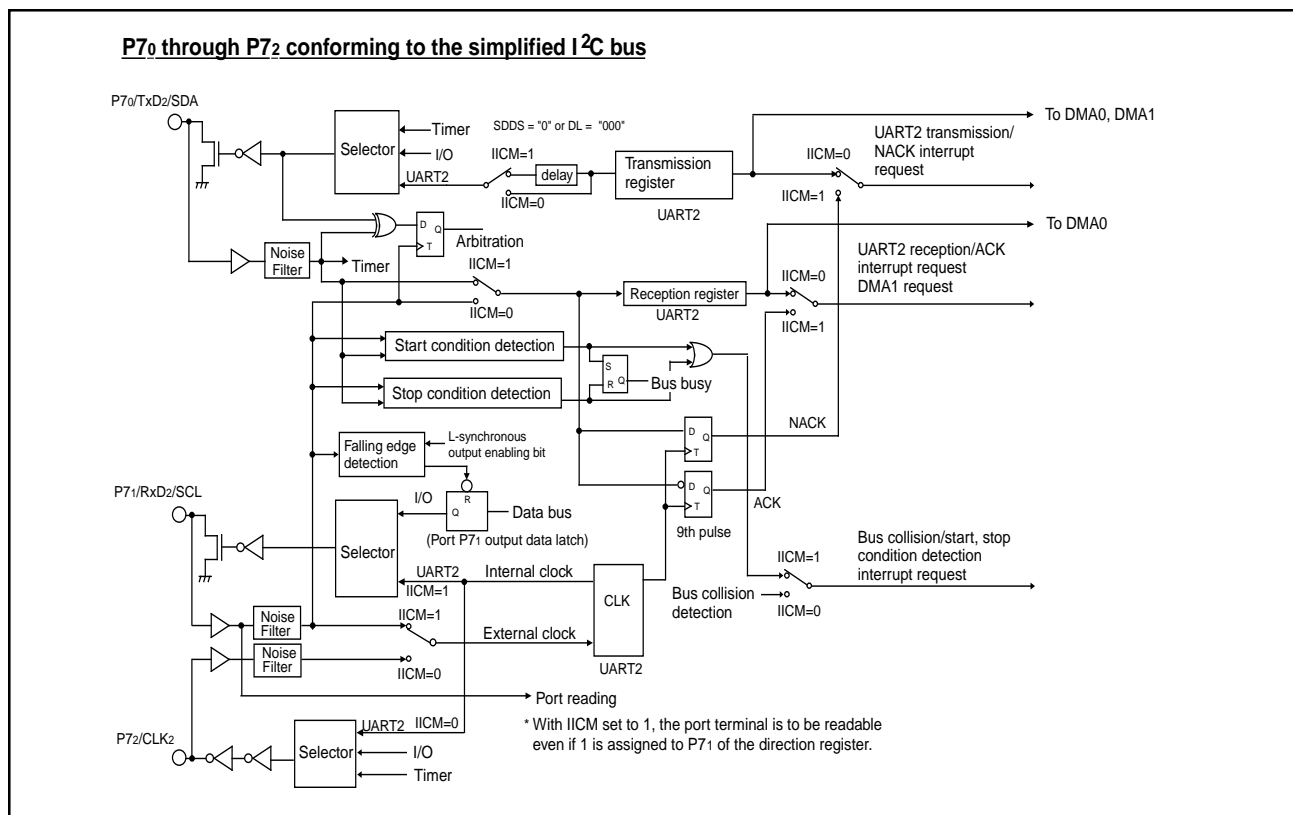 P70 through P72 conforming to the simplified I2C bus
P70/TxD2/SDA
Selector
Timer
I/O
UART2
SDDS = "0" or DL = "000"
IICM=1
delay
IICM=0
Transmission
register
UART2
To DMA0, DMA1
UART2 transmission/
NACK interrupt
request
IICM=0
IICM=1
To DMA0
Noise
Filter
Timer
D
Q
T
Arbitration
IICM=1
IICM=0
Reception register
UART2
UART2 reception/ACK
interrupt request
DMA1 request
IICM=0
IICM=1
Start condition detection
Stop condition detection
S
R
Q
Bus busy
NACK
D
Q
T
D
Q
T
ACK
9th pulse
Falling edge
detection
L-synchronous
output enabling bit
P71/RxD2/SCL
I/O
R
Q
Data bus
(Port P71 output data latch)
Selector
UART2
IICM=1
Internal clock
CLK
UART2
Bus collision
detection
IICM=1
IICM=0
Bus collision/start, stop
condition detection
interrupt request
Noise
Filter
IICM=1
External clock
Noise
Filter
IICM=0
Port reading
* With IICM set to 1, the port terminal is to be readable
even if 1 is assigned to P71 of the direction register.
P72/CLK2
Selector
UART2
IICM=0
I/O
Timer